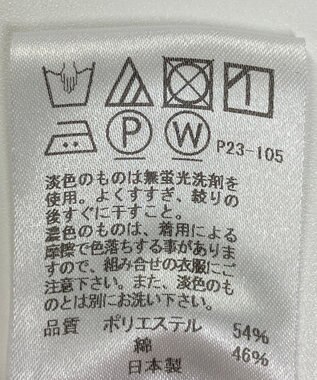 P W P23-105
淡色のものは無蛍光洗剤を
使用。よくすすぎ、絞りの
後すぐに干すこと。
濃色のものは、着用による
摩擦で色落ちする事がありま
すので、組み合せの衣服にご
注意下さい。また、淡色のも
のとは別にお洗い下さい。
品質 ポリエステル 54%
綿 46%
日本製